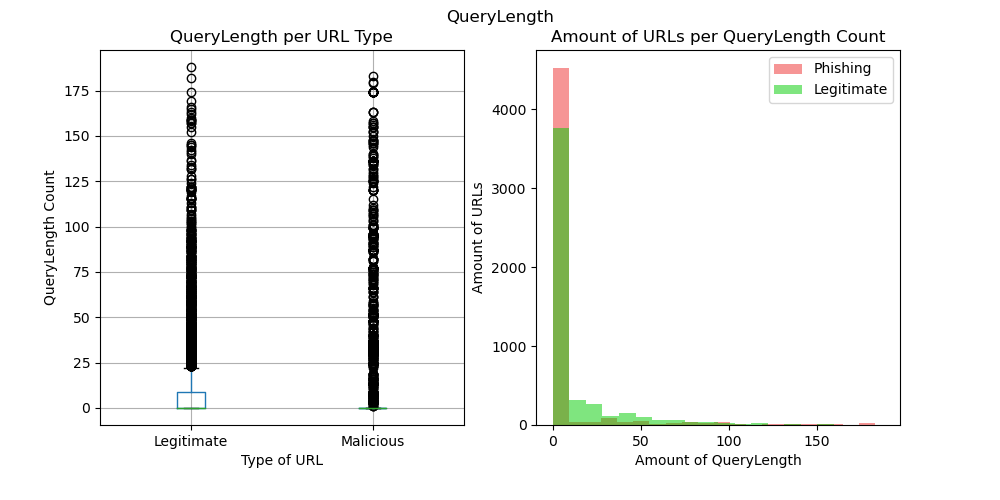 QueryLength
QueryLength per URL Type
QueryLength Count
175
150
125
100
75
50
25
0
Legitimate
Malicious
Type of URL
Amount of URLs per QueryLength Count
Phishing
Legitimate
Amount of URLs
4000
3000
2000
1000
0
0
50
100
150
Amount of QueryLength